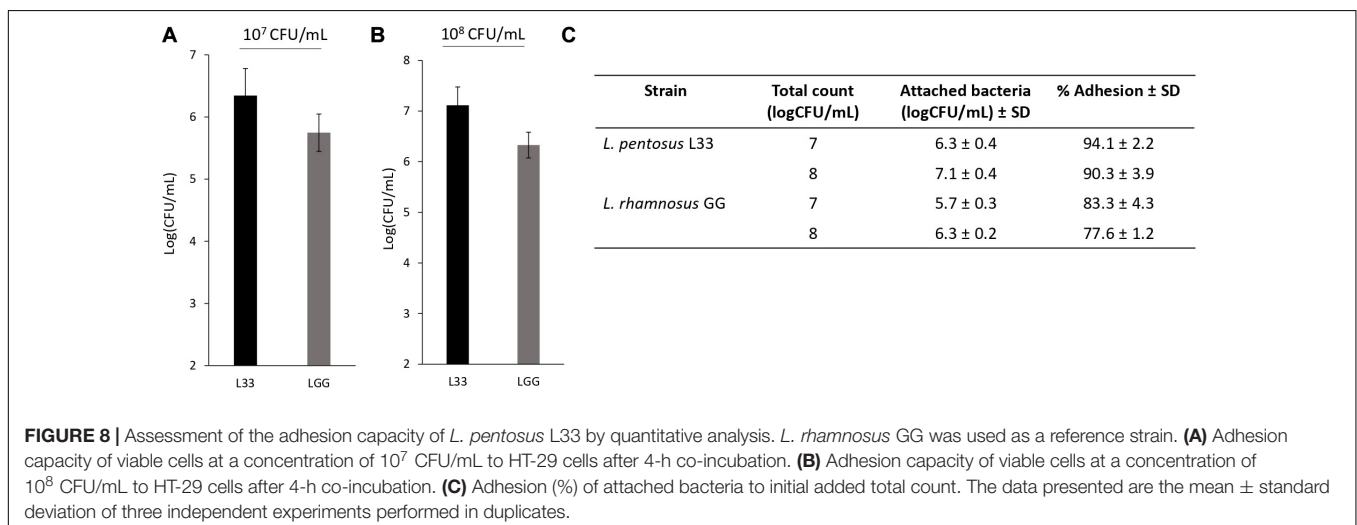 A
10⁷ CFU/mL
Log(CFU/mL)
7
6
5
4
3
2
L33 LGG
B
10⁸ CFU/mL
Log(CFU/mL)
8
7
6
5
4
3
2
L33 LGG
C
Strain Total count (logCFU/mL) Attached bacteria (logCFU/mL) ± SD % Adhesion ± SD
L. pentosus L33 7 6.3 ± 0.4 94.1 ± 2.2
8 7.1 ± 0.4 90.3 ± 3.9
L. rhamnosus GG 7 5.7 ± 0.3 83.3 ± 4.3
8 6.3 ± 0.2 77.6 ± 1.2
FIGURE 8 | Assessment of the adhesion capacity of L. pentosus L33 by quantitative analysis. L. rhamnosus GG was used as a reference strain. (A) Adhesion
capacity of viable cells at a concentration of 10⁷ CFU/mL to HT-29 cells after 4-h co-incubation. (B) Adhesion capacity of viable cells at a concentration of
10⁸ CFU/mL to HT-29 cells after 4-h co-incubation. (C) Adhesion (%) of attached bacteria to initial added total count. The data presented are the mean ± standard
deviation of three independent experiments performed in duplicates.